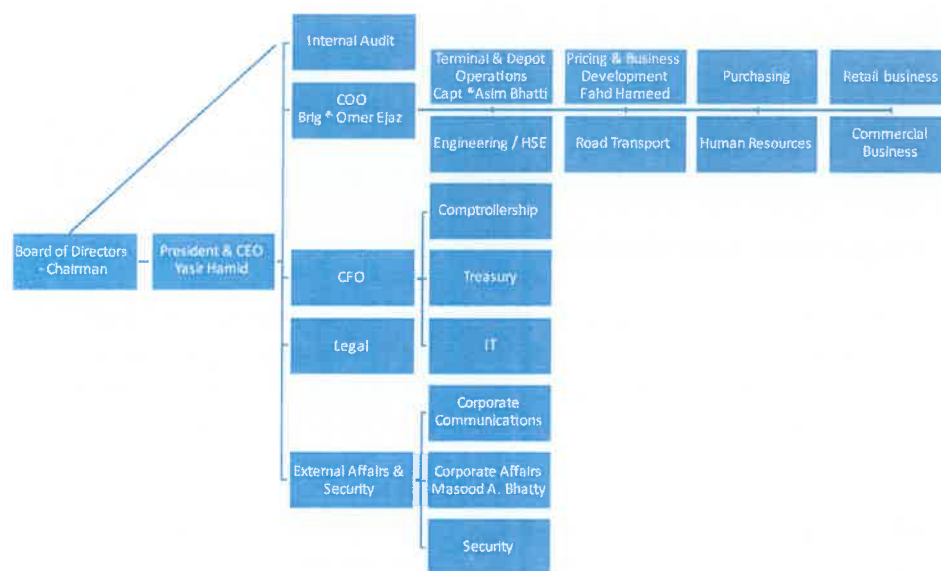 Internal Audit
Terminal & Depot
Operations
Capt ® Asim Bhatti
Pricing & Business
Development
Fahd Hameed
Purchasing
Retail business
COO
Brig ® Omer Ejaz
Engineering / HSE
Road Transport
Human Resources
Commercial
Business
Comptrollership
Board of Directors
- Chairman
President & CEO
Yasir Hamid
CFO
Treasury
Legal
IT
Corporate
Communications
External Affairs &
Security
Corporate Affairs
Masood A. Bhatty
Security